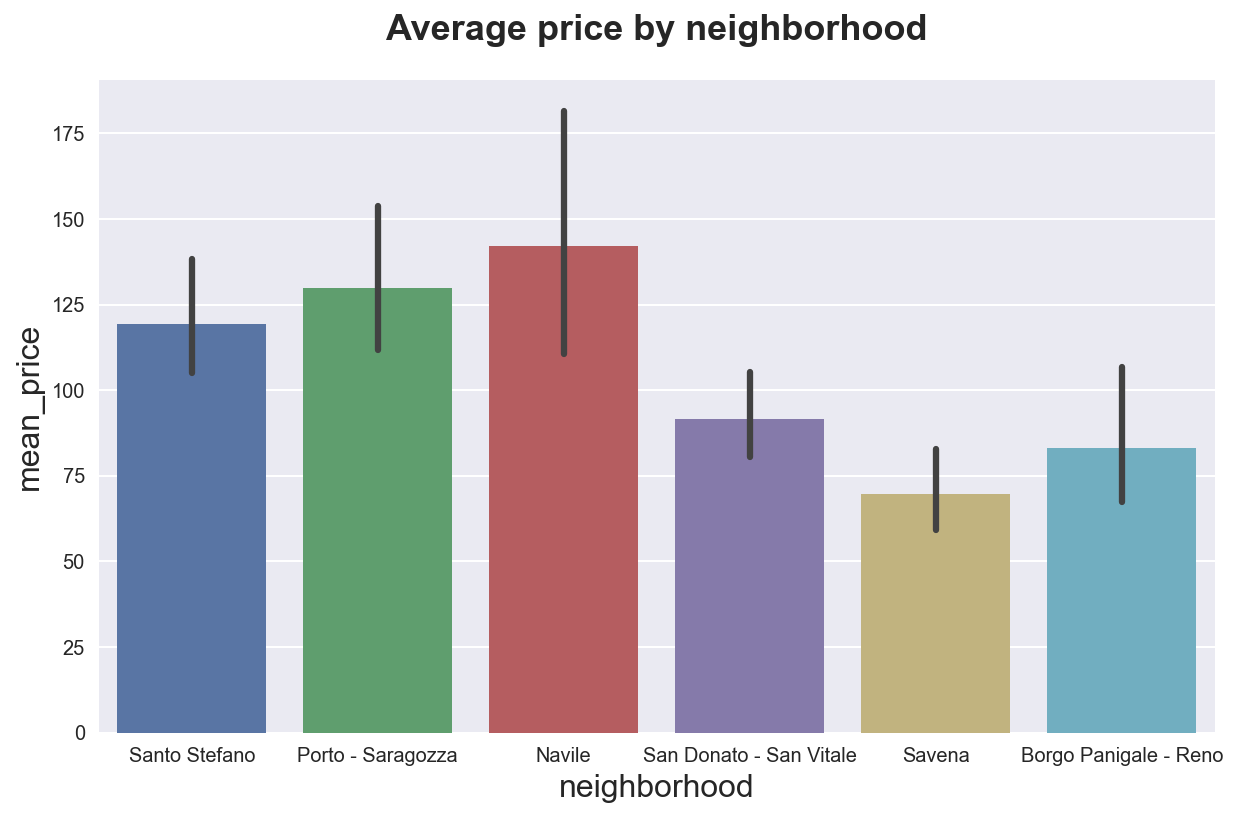 Average price by neighborhood
mean_price
175
150
125
100
75
50
25
0
Santo Stefano
Porto - Saragozza
Navile
San Donato - San Vitale
Savena
Borgo Panigale - Reno
neighborhood